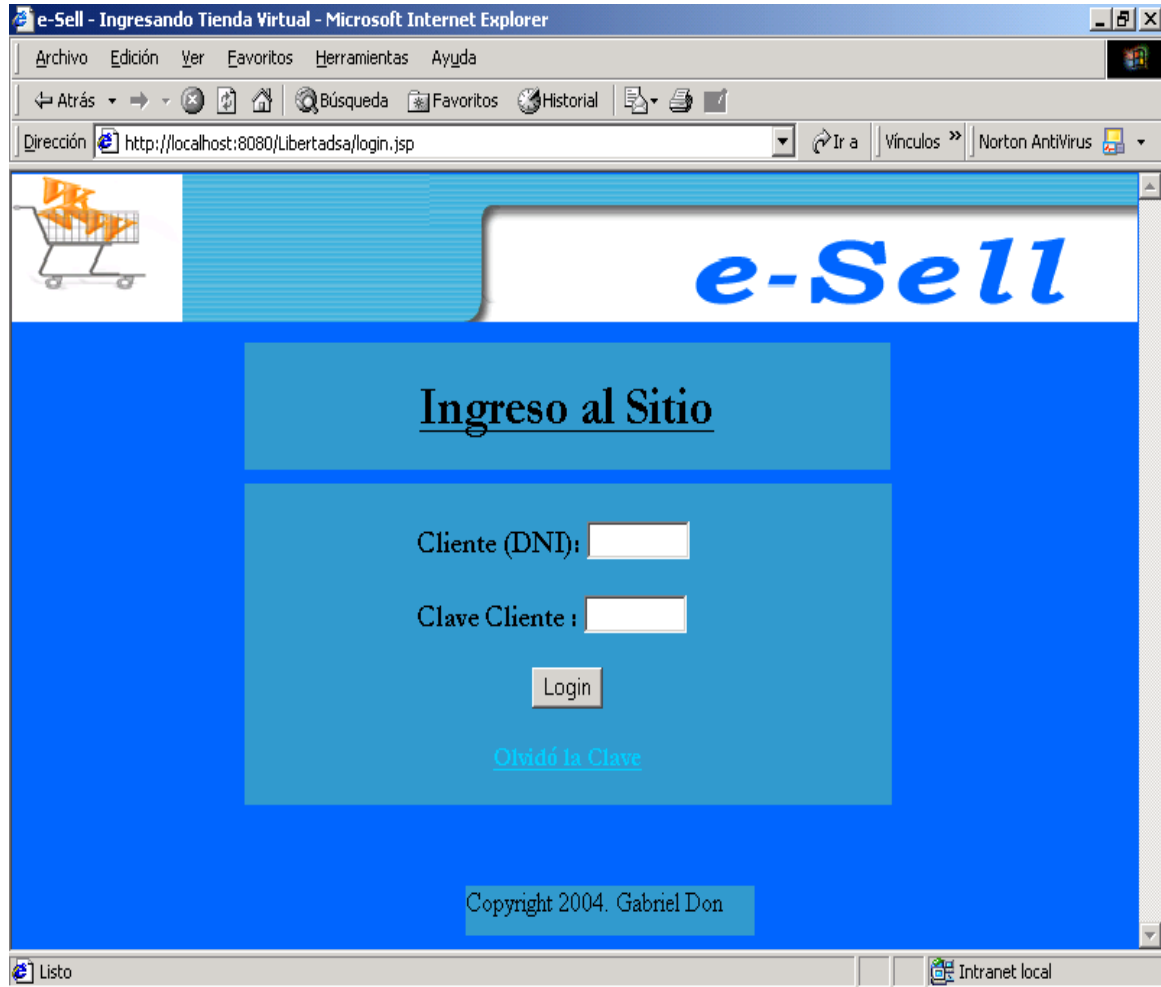 e-Sell - Ingresando Tienda Virtual - Microsoft Internet Explorer
Archivo Edición Ver Favoritos Herramientas Ayuda
Atrás Búsqueda Favoritos Historial
Dirección http://localhost:8080/Libertadsa/login.jsp Ir a Vínculos » Norton AntiVirus
e-Sell
Ingreso al Sitio
Cliente (DNI):
Clave Cliente :
Login
Olvidó la Clave
Copyright 2004. Gabriel Don
Listo Intranet local